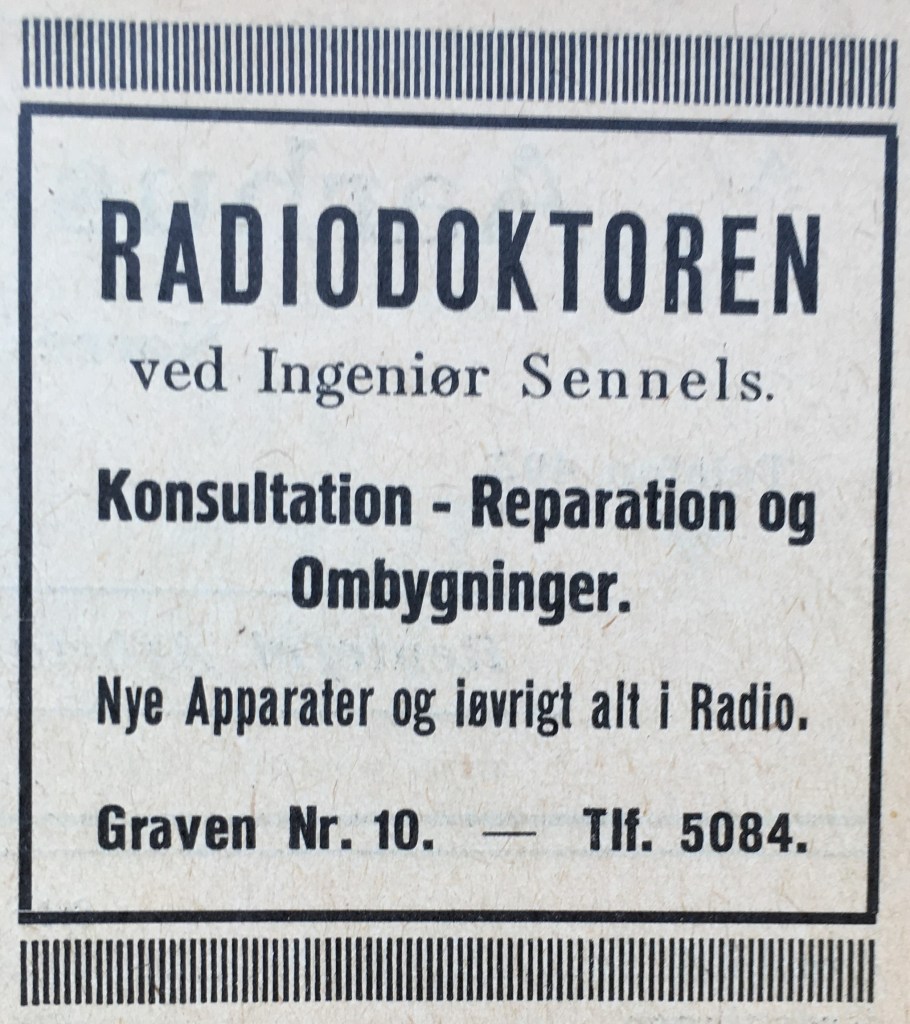 RADIODOKTOREN
ved Ingeniør Sennels.
Konsultation - Reparation og
Ombygninger.
Nye Apparater og iøvrigt alt i Radio.
Graven Nr. 10. — Tlf. 5084.